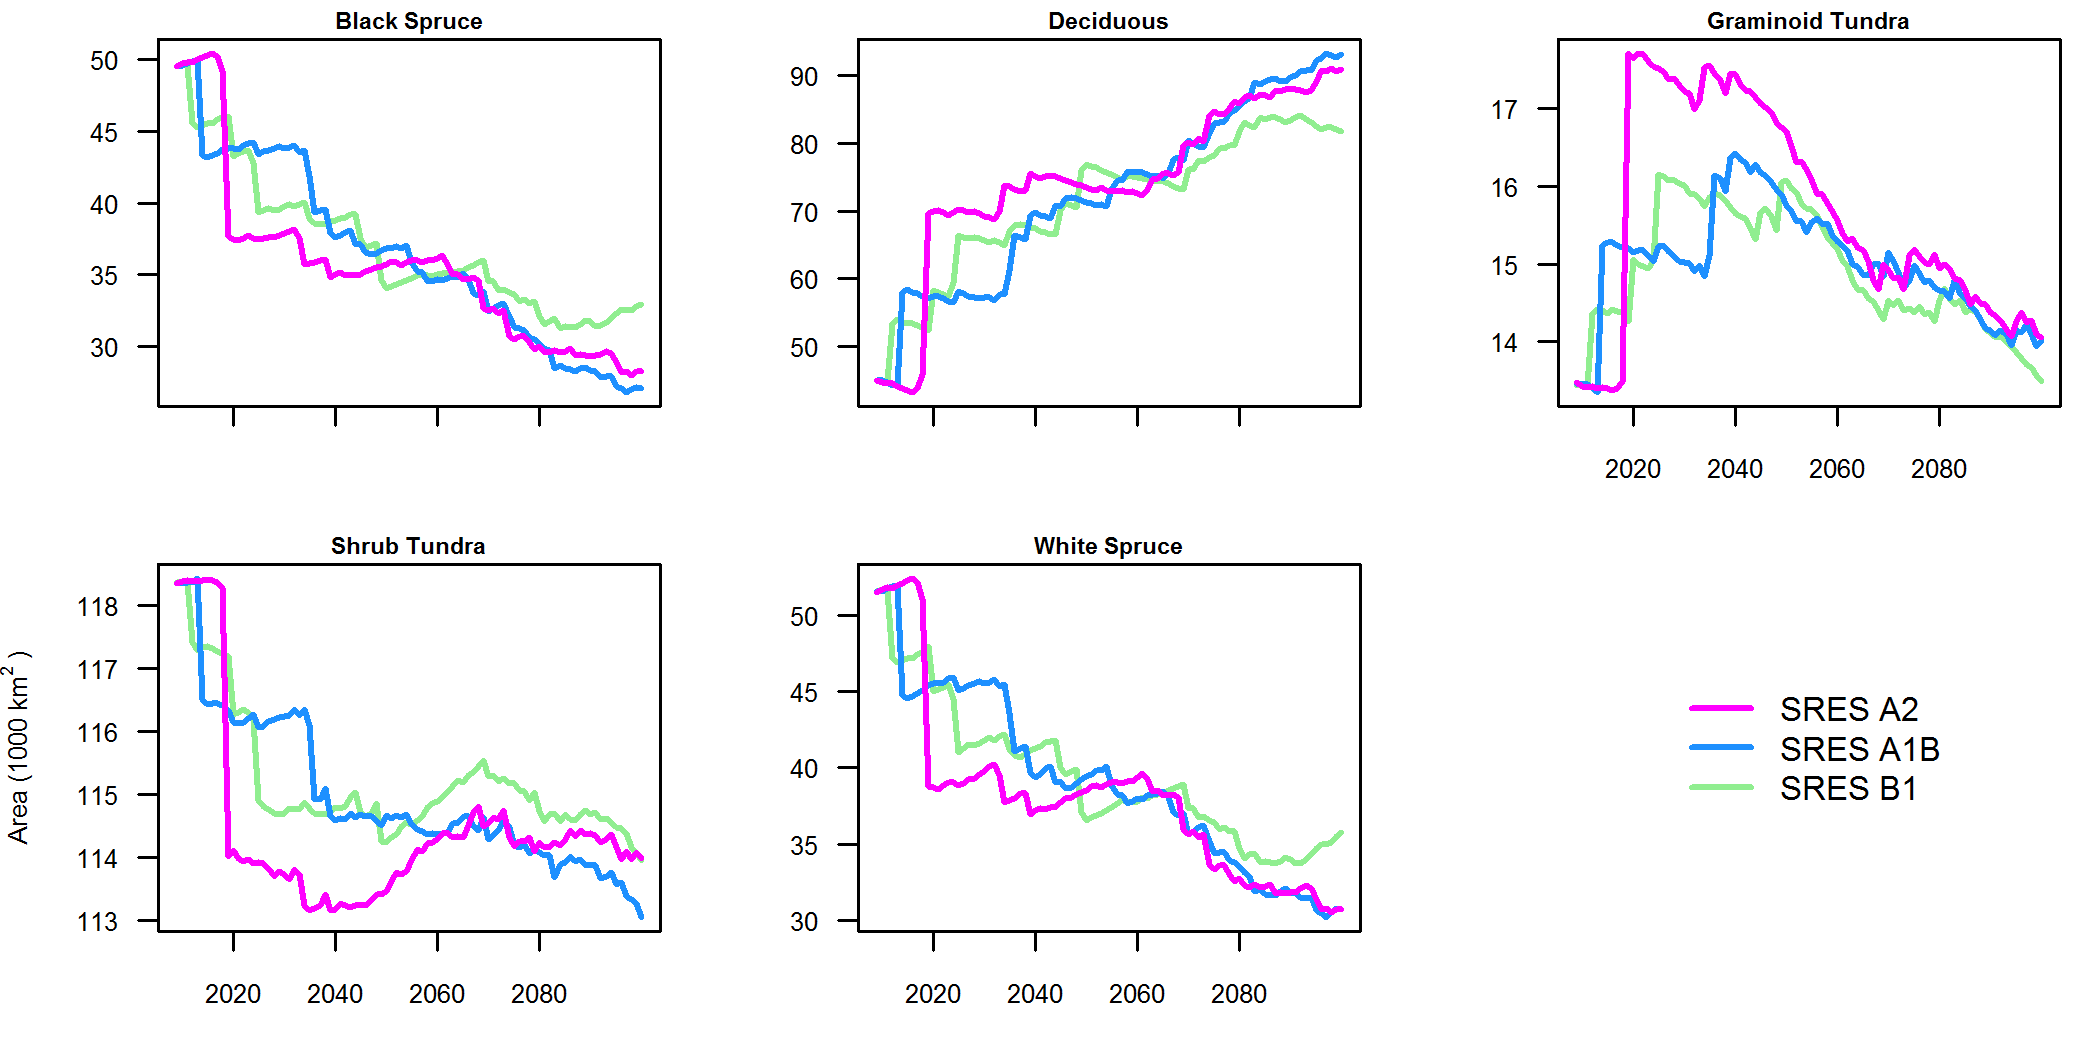 Black Spruce
50
45
40
35
30
Deciduous
90
80
70
60
50
Graminoid Tundra
17
16
15
14
2020 2040 2060 2080
Shrub Tundra
118
117
116
115
114
113
2020 2040 2060 2080
Area (1000 km²)
White Spruce
50
45
40
35
30
2020 2040 2060 2080
SRES A2
SRES A1B
SRES B1